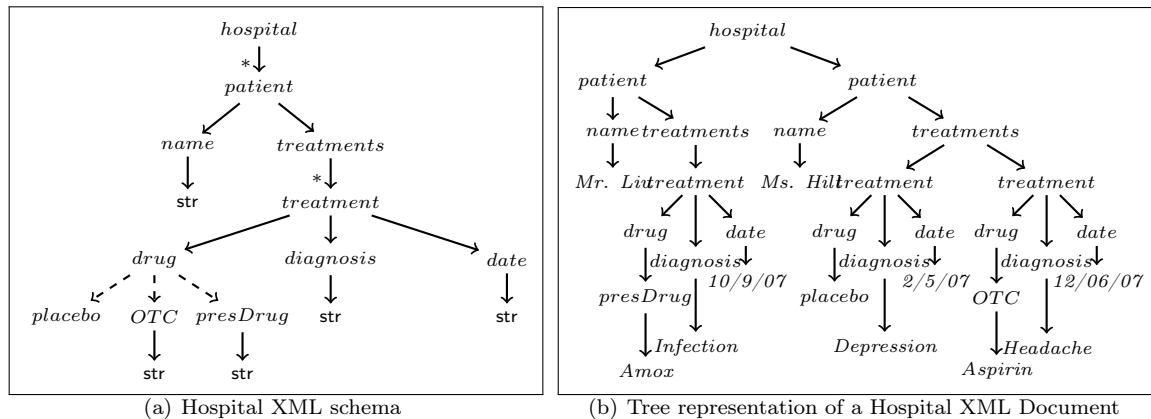 hospital
*
patient
name treatments
*
str
treatment
drug diagnosis date
placebo OTC presDrug str str
str str
(a) Hospital XML schema
hospital
patient patient
name treatments name treatments
Mr. Liu treatment Ms. Hill treatment treatment
drug date drug date drug date
diagnosis diagnosis diagnosis
10/9/07 2/5/07 12/06/07
presDrug placebo OTC
Infection Depression Headache
Amox Aspirin
(b) Tree representation of a Hospital XML Document